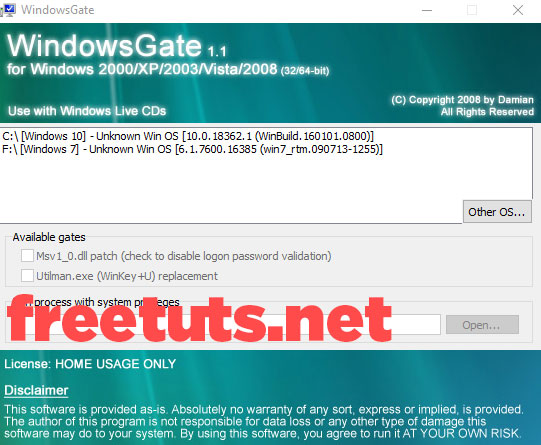 WindowsGate
WindowsGate 1.1
for Windows 2000/XP/2003/Vista/2008 (32/64-bit)
Use with Windows Live CDs
(C) Copyright 2008 by Damian
All Rights Reserved
C:\ [Windows 10] - Unknown Win OS [10.0.18362.1 (WinBuild.160101.0800)]
F:\ [Windows 7] - Unknown Win OS [6.1.7600.16385 (win7_rtm.090713-1255)]
Other OS...
Available gates
Msv1_0.dll patch (check to disable logon password validation)
Utilman.exe (WinKey+U) replacement
process with system privileges
freetuts.net
Open...
License: HOME USAGE ONLY
Disclaimer
This software is provided as-is. Absolutely no warranty of any sort, express or implied, is provided.
The author of this program is not responsible for data loss or any other type of damage this
software may do to your system. By using this software, you agree to run it AT YOUR OWN RISK.